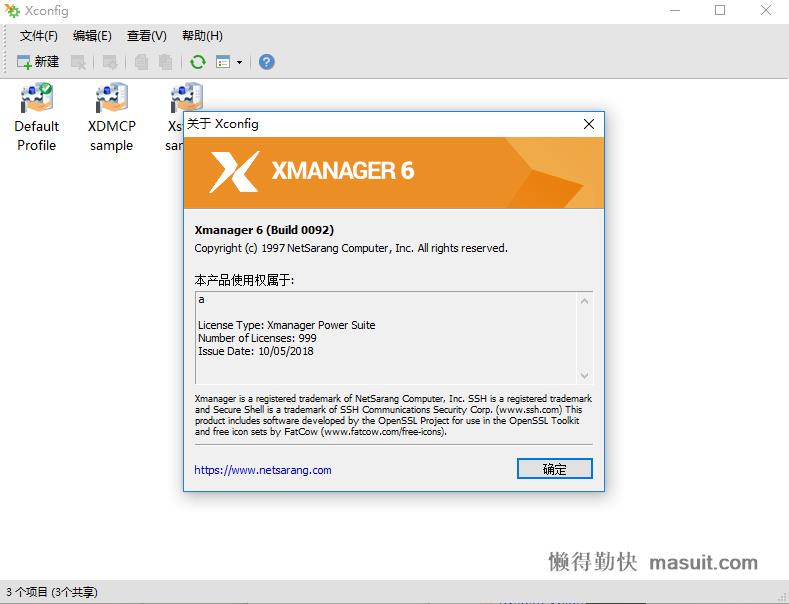 Xconfig
文件(F) 编辑(E) 查看(V) 帮助(H)
新建
Default Profile
XDMCP sample
关于 Xconfig
XMANAGER 6
Xmanager 6 (Build 0092)
Copyright (c) 1997 NetSarang Computer, Inc. All rights reserved.
本产品使用权属于:
a
License Type: Xmanager Power Suite
Number of Licenses: 999
Issue Date: 10/05/2018
Xmanager is a registered trademark of NetSarang Computer, Inc. SSH is a registered trademark
and Secure Shell is a trademark of SSH Communications Security Corp. (www.ssh.com) This
product includes software developed by the OpenSSL Project for use in the OpenSSL Toolkit
and free icon sets by FatCow (www.fatcow.com/free-icons).
https://www.netsarang.com
确定
懒得勤快 masuit.com
3 个项目 (3个共享)